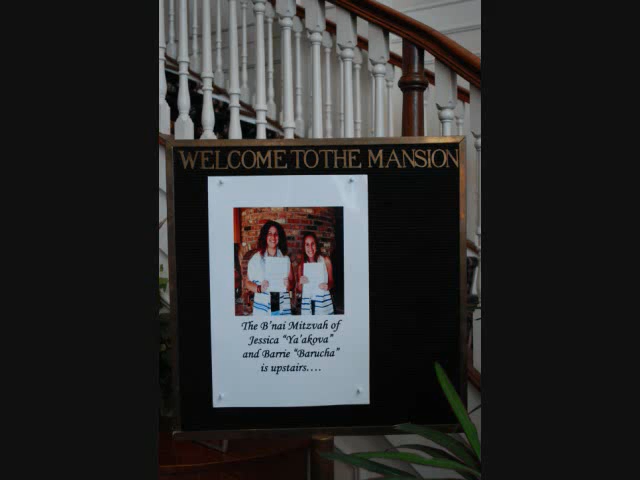 WELCOME TO THE MANSION
The B'nai Mitzvah of
Jessica "Ya'akova"
and Barrie "Barucha"
is upstairs....